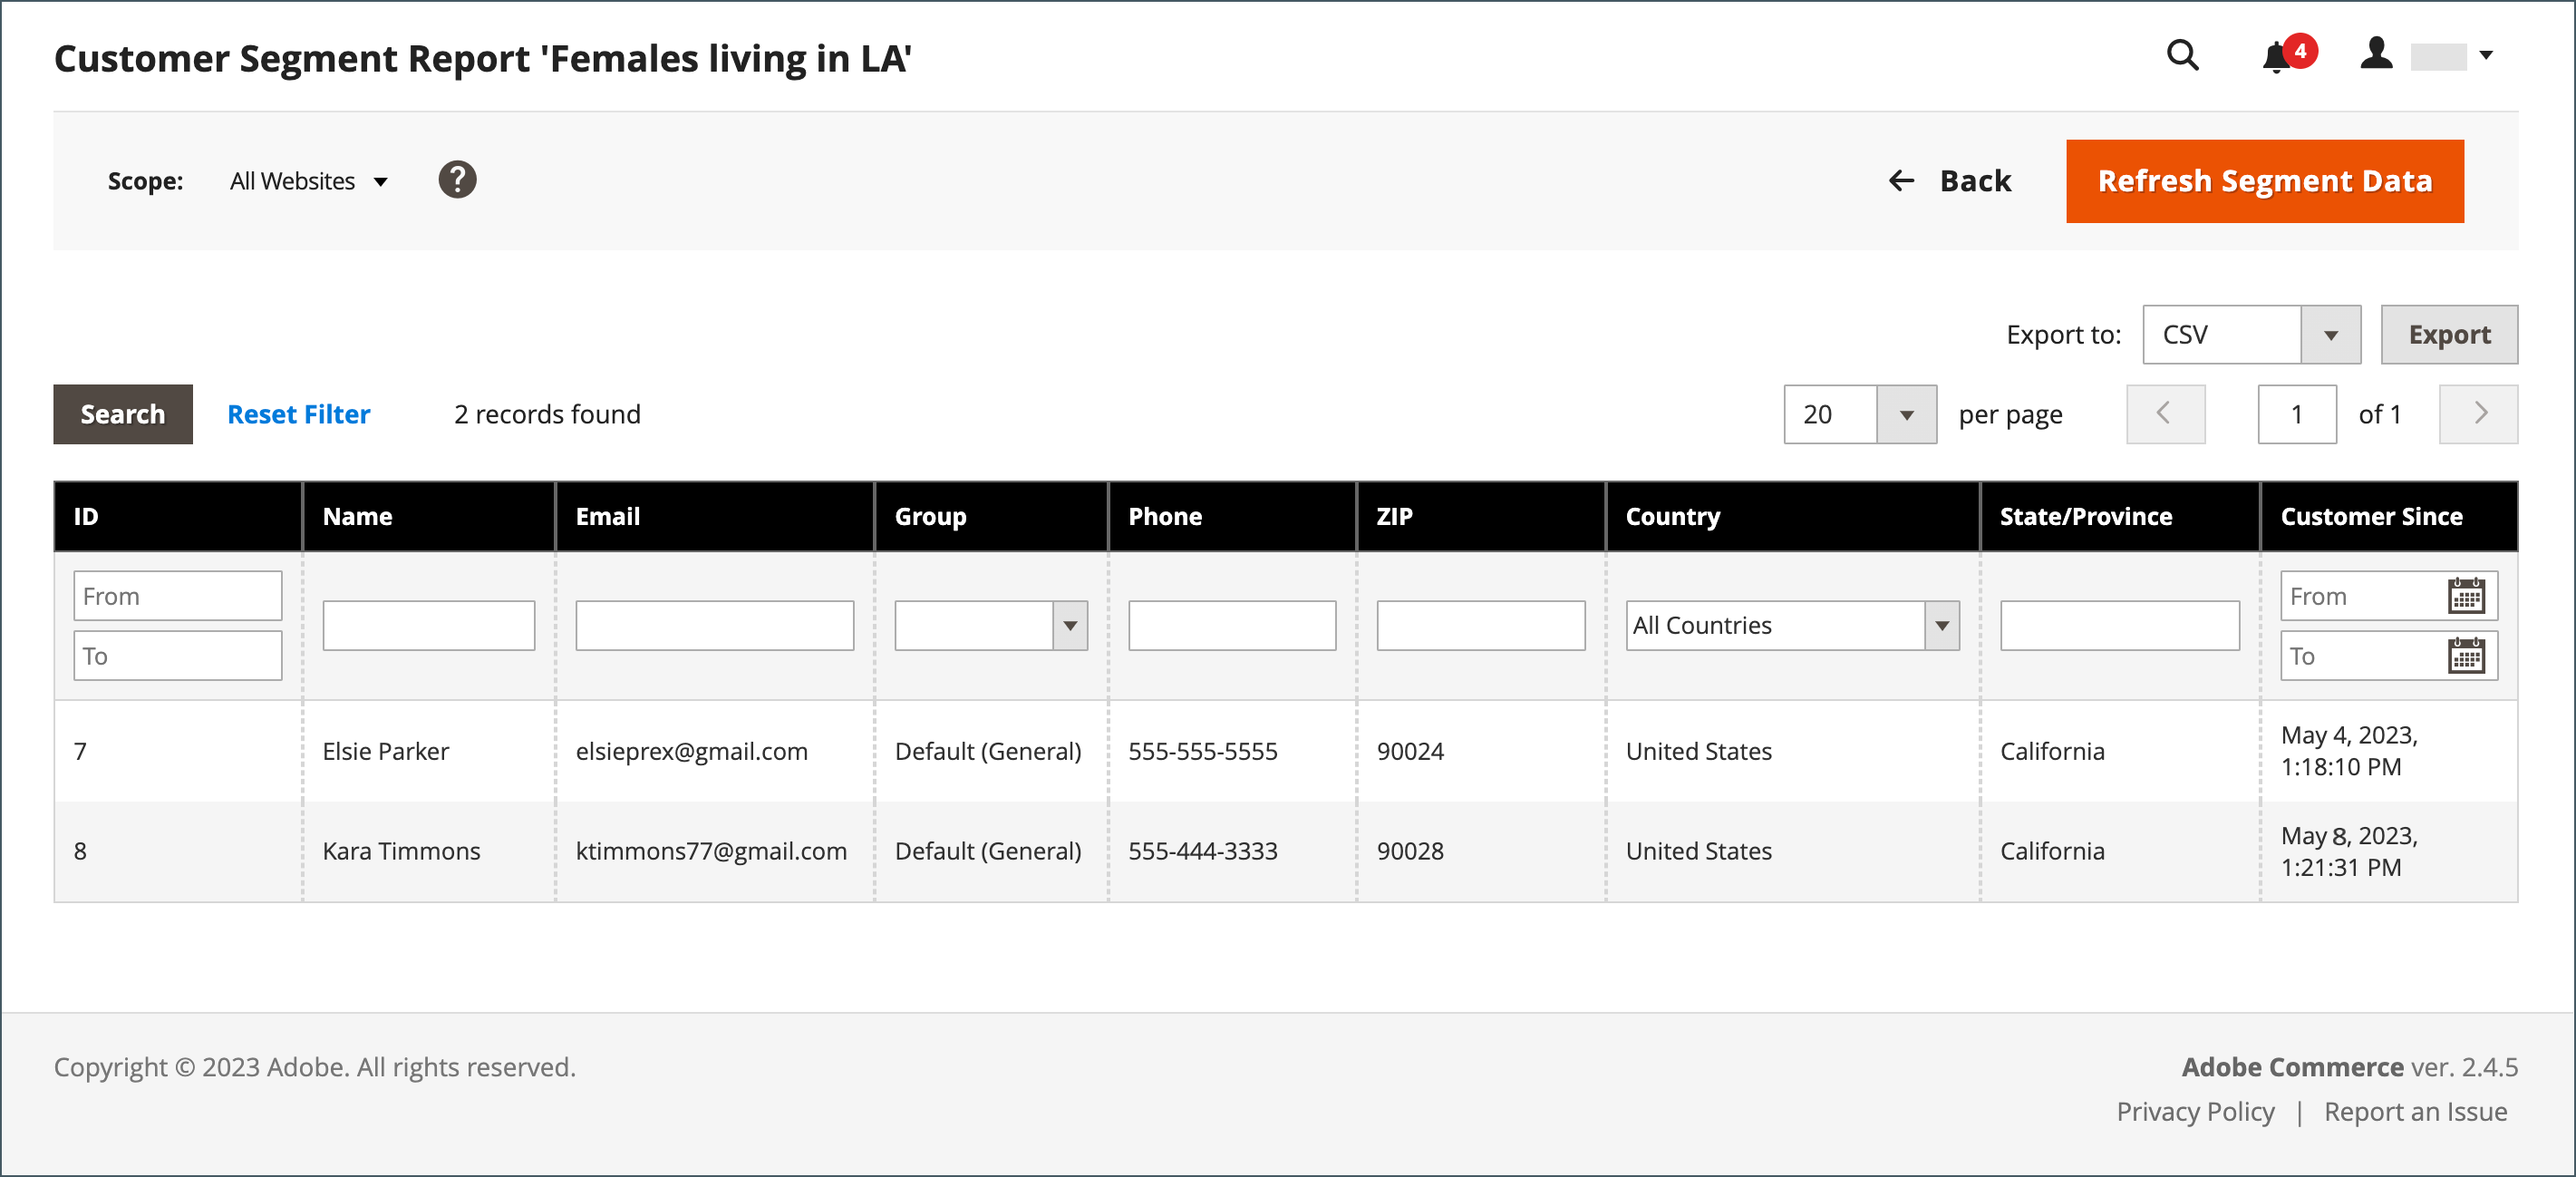 Customer Segment Report 'Females living in LA'
4
Scope: All Websites ?
Back Refresh Segment Data
Export to: CSV Export
Search Reset Filter 2 records found 20 per page 1 of 1
ID Name Email Group Phone ZIP Country State/Province Customer Since
From From
All Countries
To To
7 Elsie Parker elsieprex@gmail.com Default (General) 555-555-5555 90024 United States California May 4, 2023,
1:18:10 PM
8 Kara Timmons ktimmons77@gmail.com Default (General) 555-444-3333 90028 United States California May 8, 2023,
1:21:31 PM
Copyright © 2023 Adobe. All rights reserved. Adobe Commerce ver. 2.4.5
Privacy Policy | Report an Issue